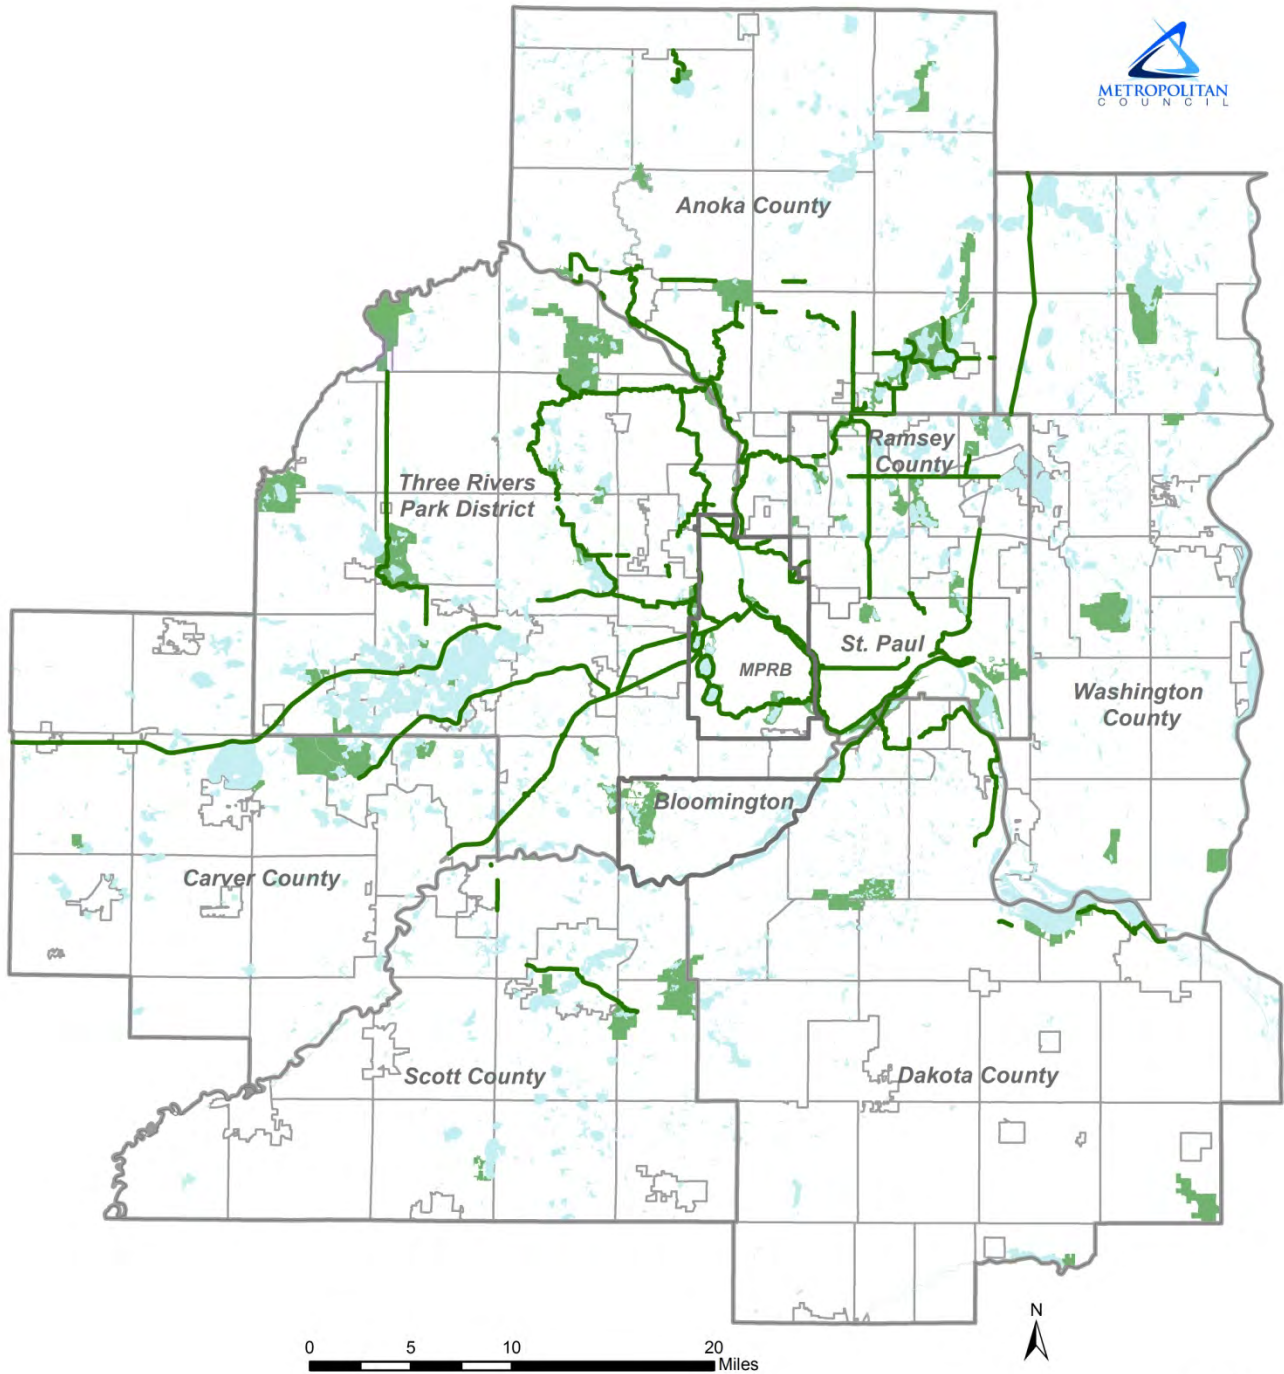 METROPOLITAN
COUNCIL
Anoka County
Ramsey
County
Three Rivers
Park District
St. Paul
MPRB
Washington
County
Bloomington
Carver County
Scott County
Dakota County
N
0 5 10 20
Miles